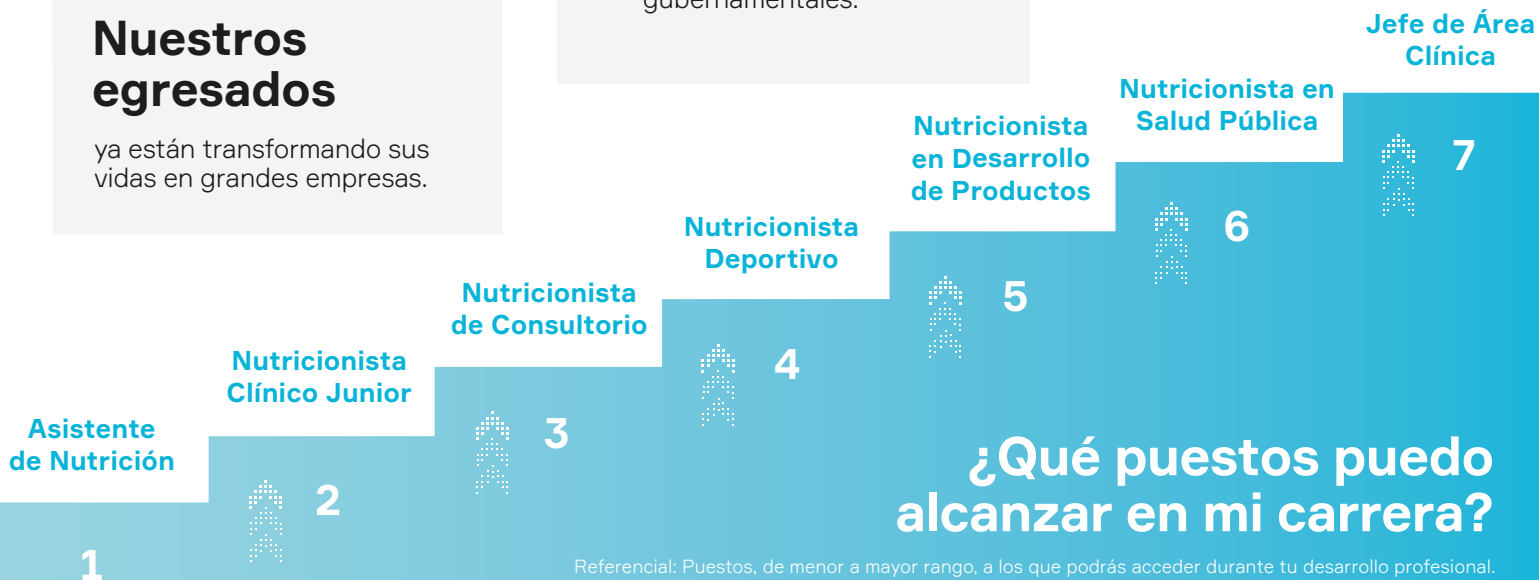 gubernamentales.
Nuestros
egresados
ya están transformando sus
vidas en grandes empresas.
Asistente
de Nutrición
1
Nutricionista
Clínico Junior
2
Nutricionista
de Consultorio
3
Nutricionista
Deportivo
4
Nutricionista
en Desarrollo
de Productos
5
Nutricionista en
Salud Pública
6
Jefe de Área
Clínica
7
¿Qué puestos puedo
alcanzar en mi carrera?
Referencial: Puestos, de menor a mayor rango, a los que podrás acceder durante tu desarrollo profesional.